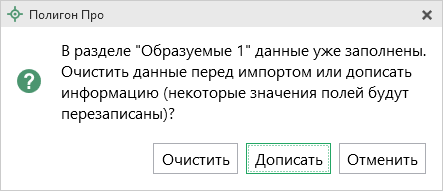 Полигон Про
В разделе "Образуемые 1" данные уже заполнены.
Очистить данные перед импортом или дописать
информацию (некоторые значения полей будут
перезаписаны)?
Очистить
Дописать
Отменить